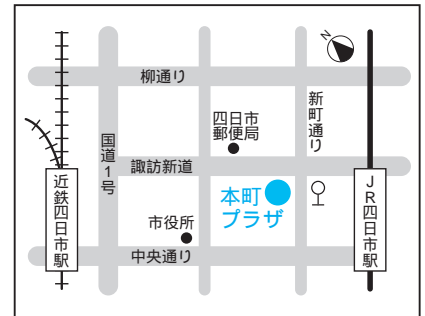 N
柳通り
四日市
郵便局
新町通り
国道1号
諏訪新道
近鉄四日市駅
JR四日市駅
本町
プラザ
市役所
中央通り